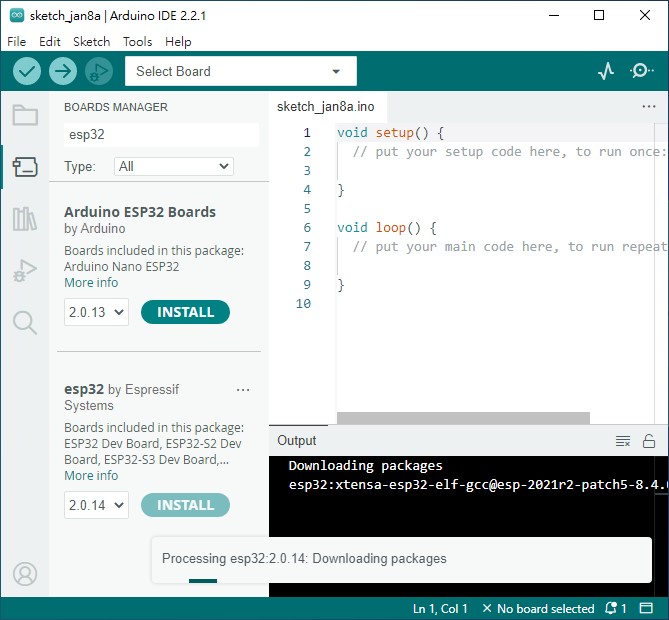 sketch_jan8a | Arduino IDE 2.2.1
File Edit Sketch Tools Help
Select Board
BOARDS MANAGER
esp32
Type: All
Arduino ESP32 Boards
by Arduino
Boards included in this package:
Arduino Nano ESP32
More info
2.0.13 INSTALL
esp32 by Espressif
Systems
Boards included in this package:
ESP32 Dev Board, ESP32-S2 Dev
Board, ESP32-S3 Dev Board,...
More info
2.0.14 INSTALL
sketch_jan8a.ino
1 void setup() {
2 // put your setup code here, to run once:
3
4 }
5
6 void loop() {
7 // put your main code here, to run repeat
8
9 }
10
Output
Downloading packages
esp32:xtensa-esp32-elf-gcc@esp-2021r2-patch5-8.4.
Processing esp32:2.0.14: Downloading packages
Ln 1, Col 1 No board selected 1